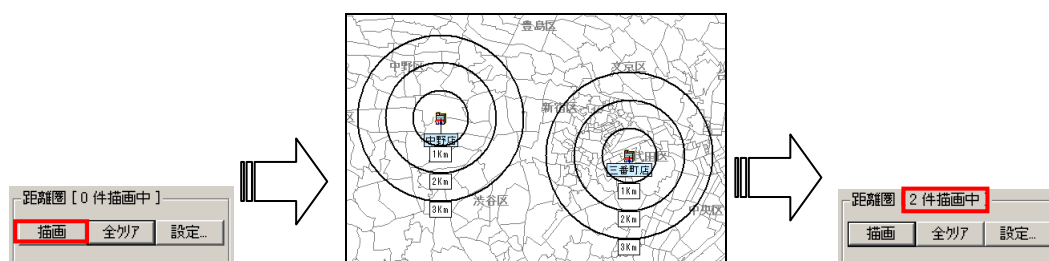 距離圏 [ 0 件描画中 ]
描画 全クリア 設定...
豊島区
中野区
文京区
新宿区
中野店
1Km
2Km
3Km
渋谷区
三番町店
1Km
2Km
3Km
中央区
距離圏 2 件描画中
描画 全クリア 設定...